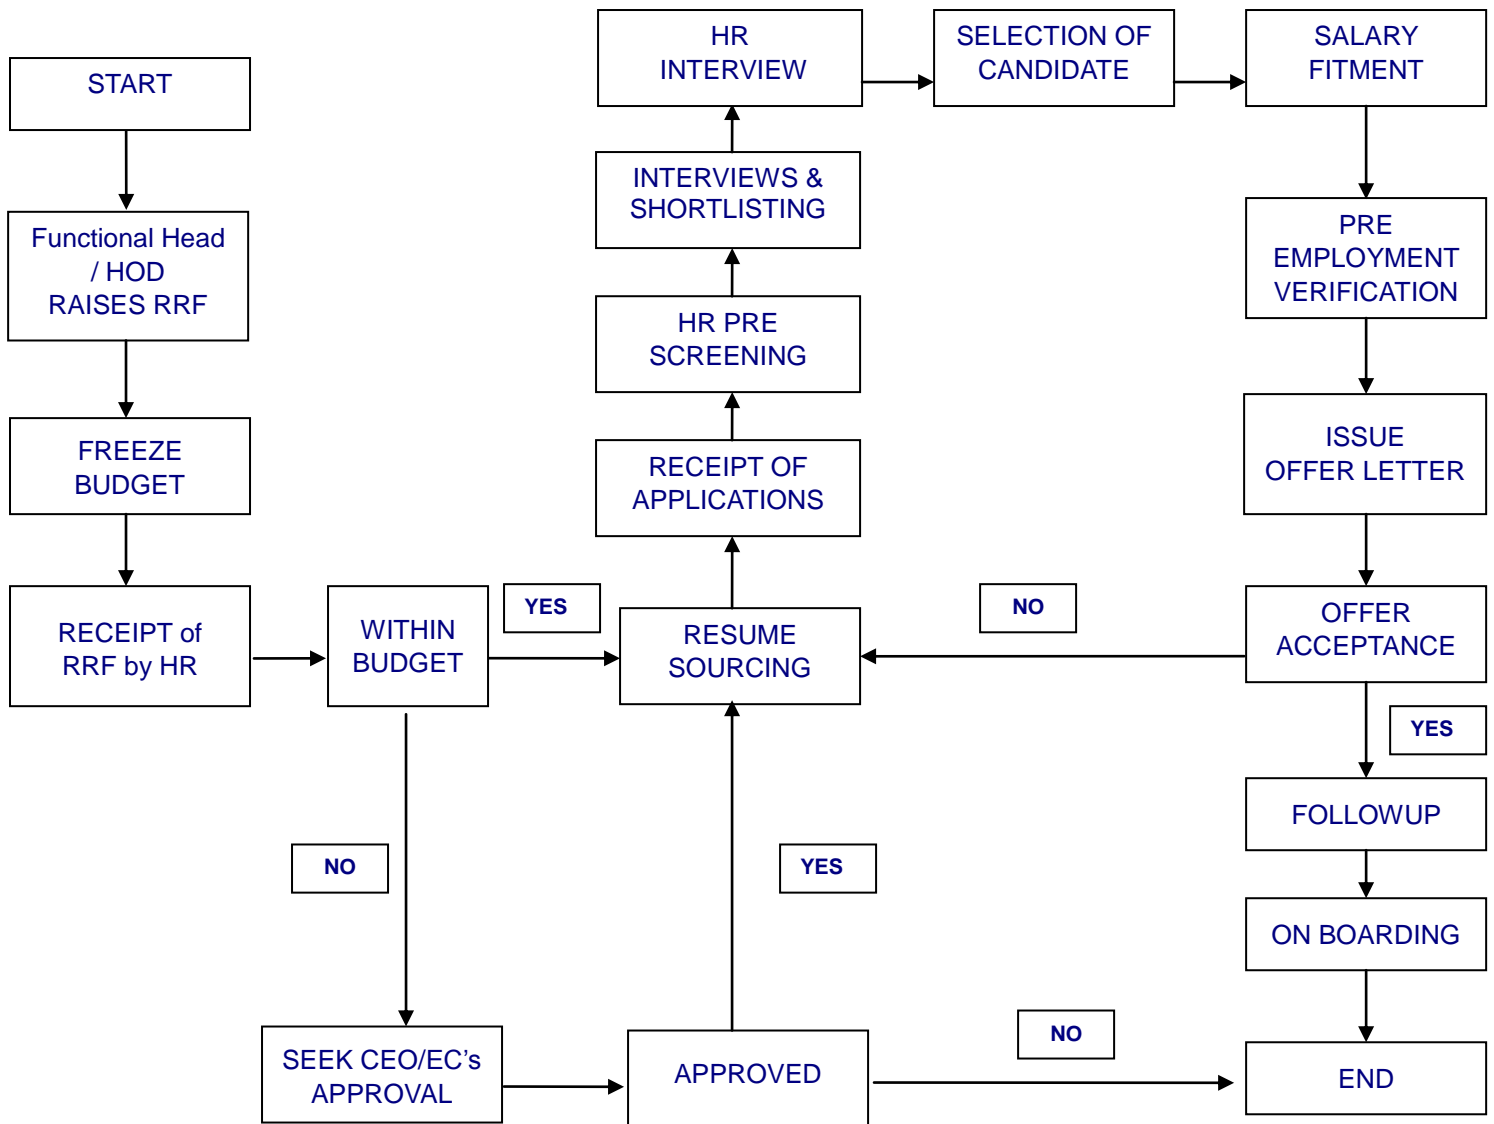 START
Functional Head
/ HOD
RAISES RRF
FREEZE
BUDGET
RECEIPT of
RRF by HR
WITHIN
BUDGET
YES
NO
SEEK CEO/EC's
APPROVAL
APPROVED
YES
NO
RESUME
SOURCING
RECEIPT OF
APPLICATIONS
HR PRE
SCREENING
INTERVIEWS &
SHORTLISTING
HR
INTERVIEW
SELECTION OF
CANDIDATE
SALARY
FITMENT
PRE
EMPLOYMENT
VERIFICATION
ISSUE
OFFER LETTER
OFFER
ACCEPTANCE
NO
YES
FOLLOWUP
ON BOARDING
END